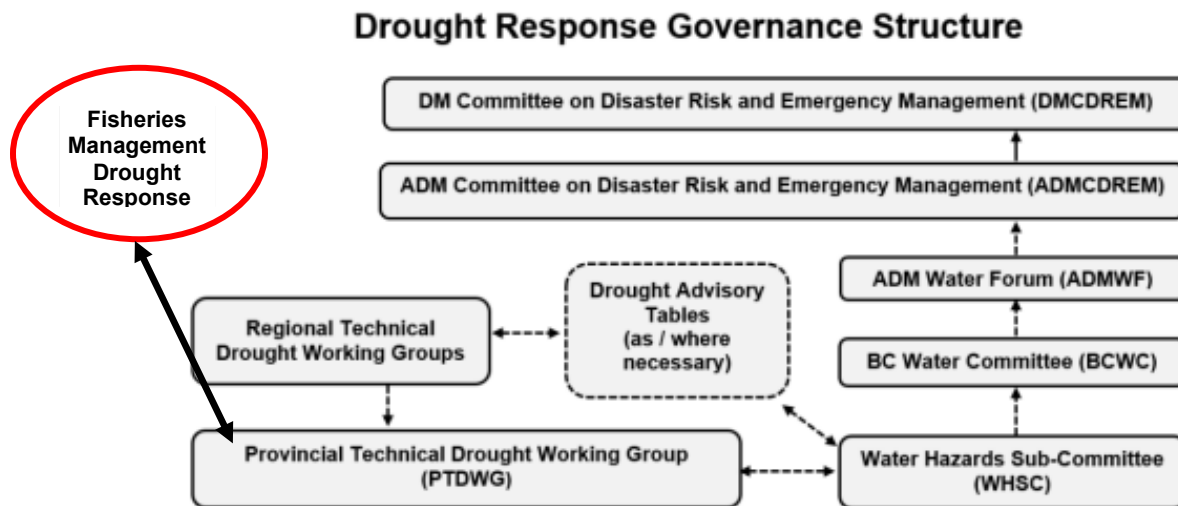 Drought Response Governance Structure
Fisheries
Management
Drought
Response
DM Committee on Disaster Risk and Emergency Management (DMCDREM)
ADM Committee on Disaster Risk and Emergency Management (ADMCDREM)
ADM Water Forum (ADMWF)
Drought Advisory
Tables
(as / where
necessary)
Regional Technical
Drought Working Groups
BC Water Committee (BCWC)
Provincial Technical Drought Working Group
(PTDWG)
Water Hazards Sub-Committee
(WHSC)